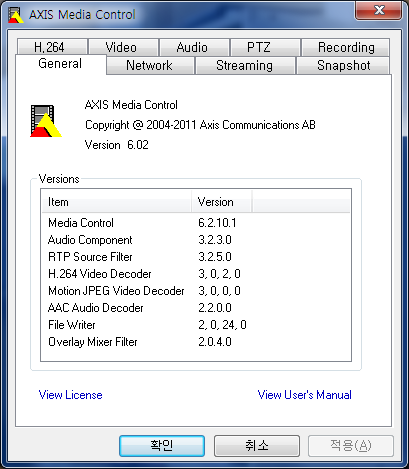 AXIS Media Control
H.264 Video Audio PTZ Recording
General Network Streaming Snapshot
AXIS Media Control
Copyright @ 2004-2011 Axis Communications AB
Version 6.02
Versions
Item Version
Media Control 6.2.10.1
Audio Component 3.2.3.0
RTP Source Filter 3.2.5.0
H.264 Video Decoder 3, 0, 2, 0
Motion JPEG Video Decoder 3, 0, 0, 0
AAC Audio Decoder 2.2.0.0
File Writer 2, 0, 24, 0
Overlay Mixer Filter 2.0.4.0
View License View User's Manual
확인 취소 적용(A)